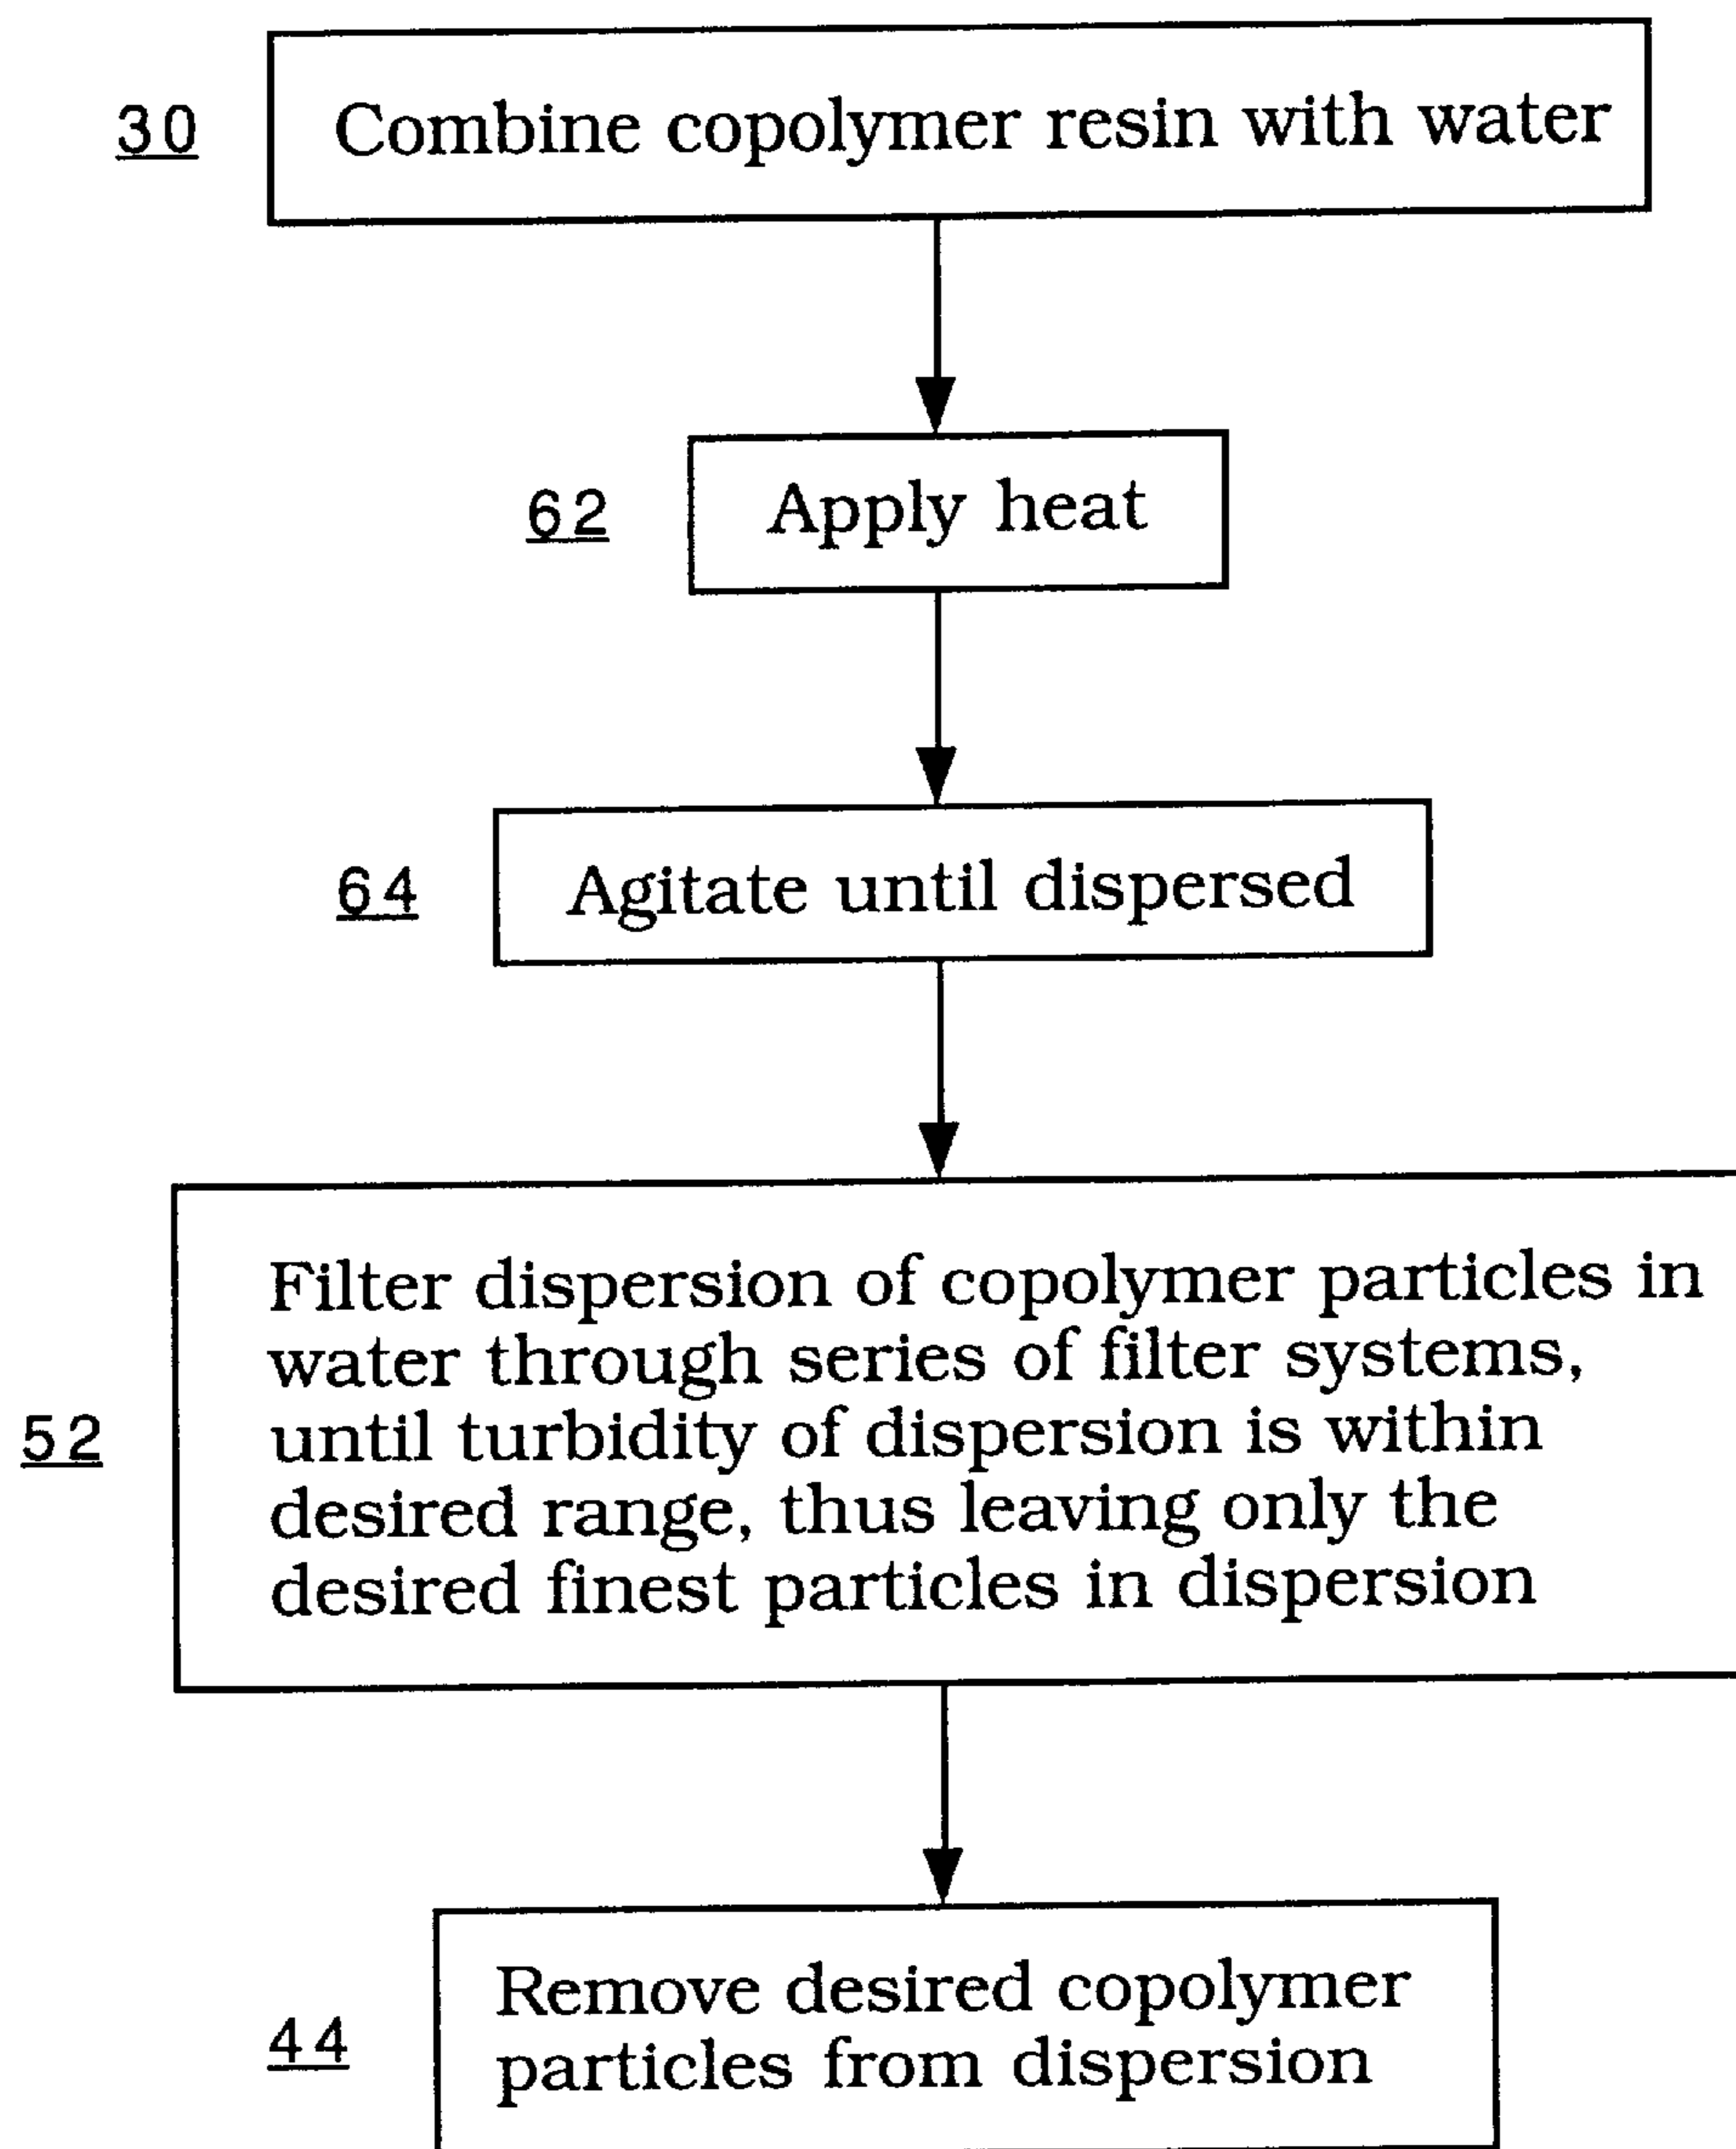 30 Combine copolymer resin with water
62 Apply heat
64 Agitate until dispersed
Filter dispersion of copolymer particles in
water through series of filter systems,
52 until turbidity of dispersion is within
desired range, thus leaving only the
desired finest particles in dispersion
Remove desired copolymer
44 particles from dispersion